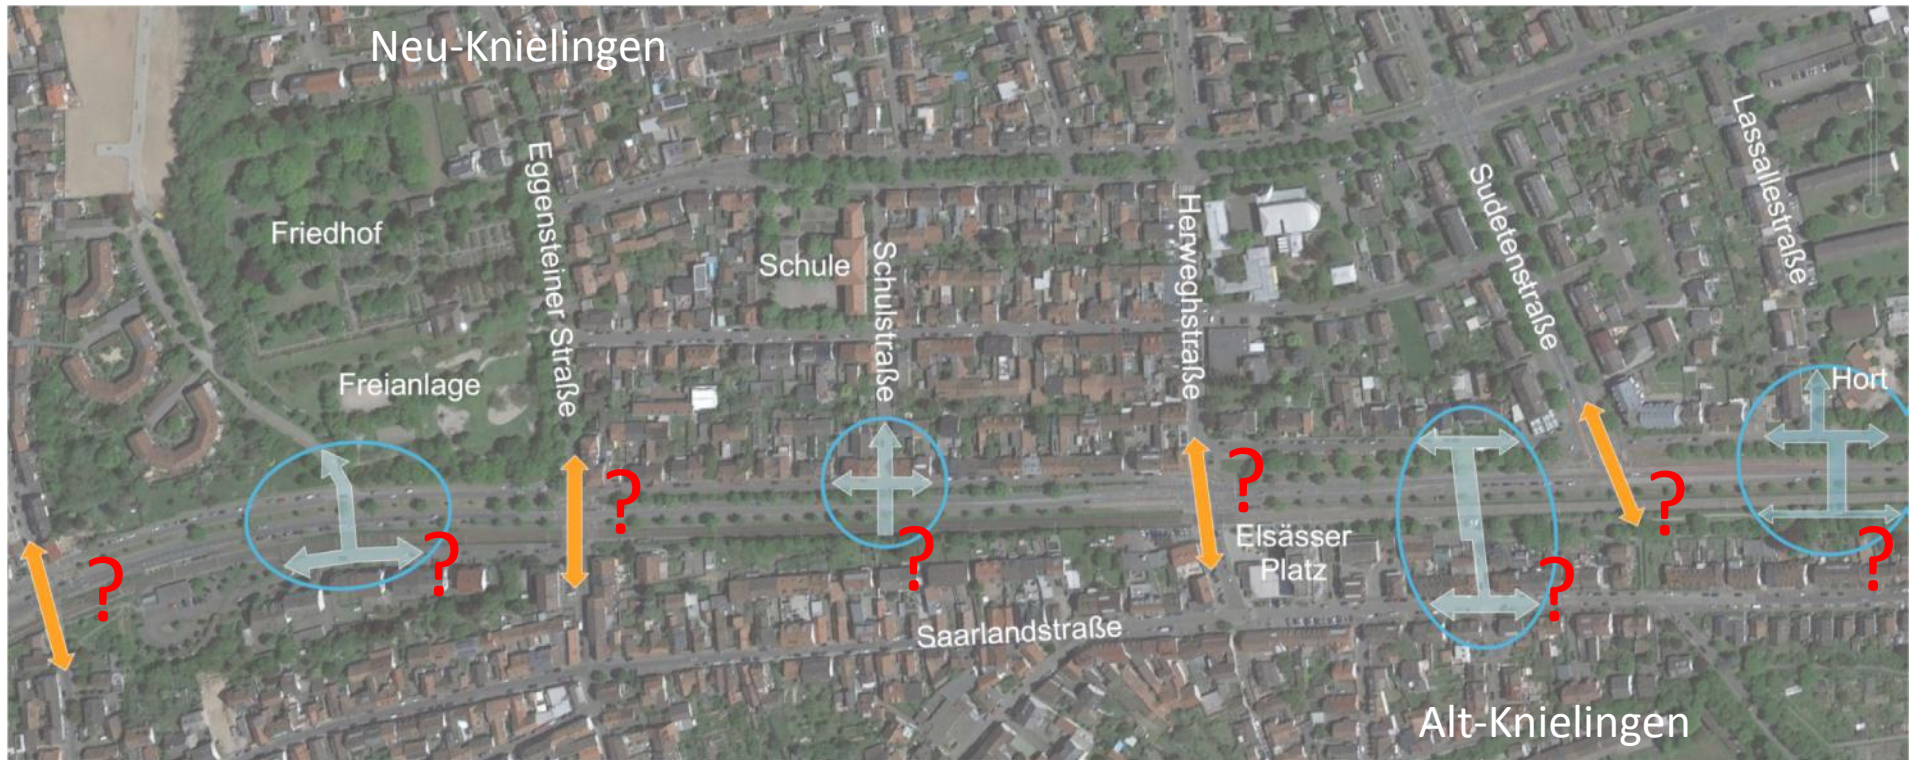 Neu-Knielingen
Eggensteiner Straße
Friedhof
Schule
Schulstraße
Herweghstraße
Sudetenstraße
Lassallestraße
Freianlage
Hort
?
?
?
?
?
?
?
?
Elsässer
Platz
Saarlandstraße
Alt-Knielingen